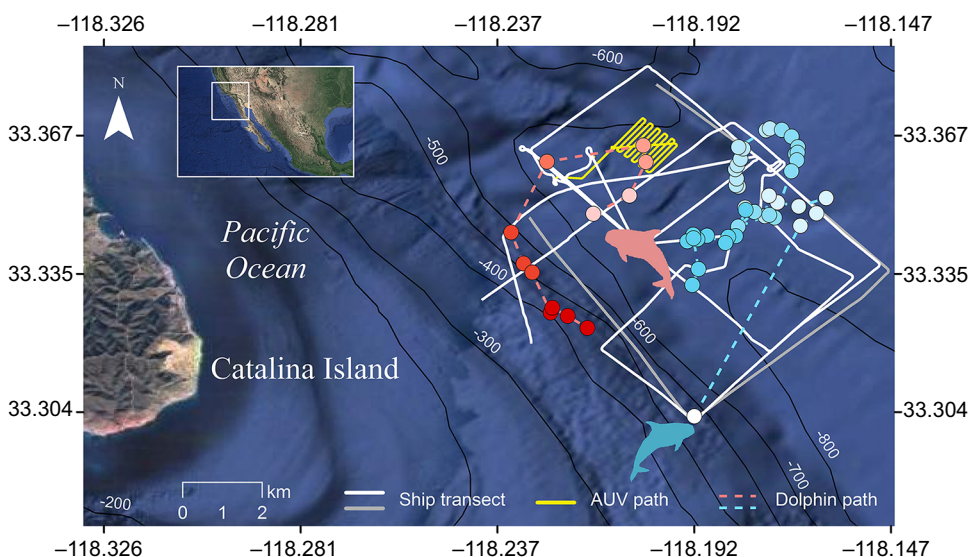 −118.326 −118.281 −118.237 −118.192 −118.147
-600
N
33.367 33.367
-500
Pacific
Ocean
-400
33.335 33.335
-300
-600
Catalina Island
33.304 33.304
-800
-700
-200
km
0 1 2
Ship transect AUV path Dolphin path
−118.326 −118.281 −118.237 −118.192 −118.147